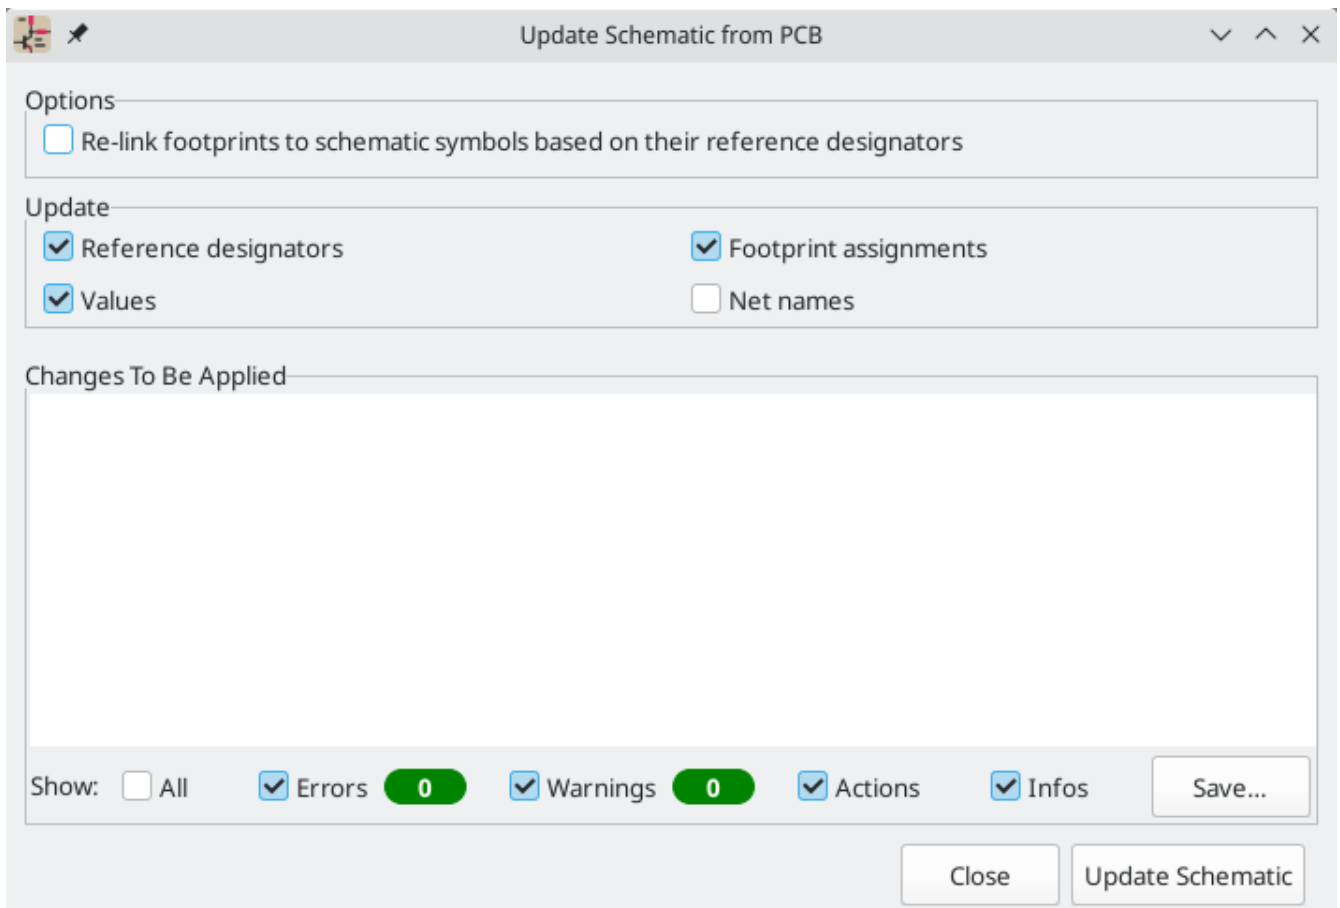 Update Schematic from PCB
Options
Re-link footprints to schematic symbols based on their reference designators
Update
Reference designators
Footprint assignments
Values
Net names
Changes To Be Applied
Show: All Errors 0 Warnings 0 Actions Infos Save...
Close Update Schematic